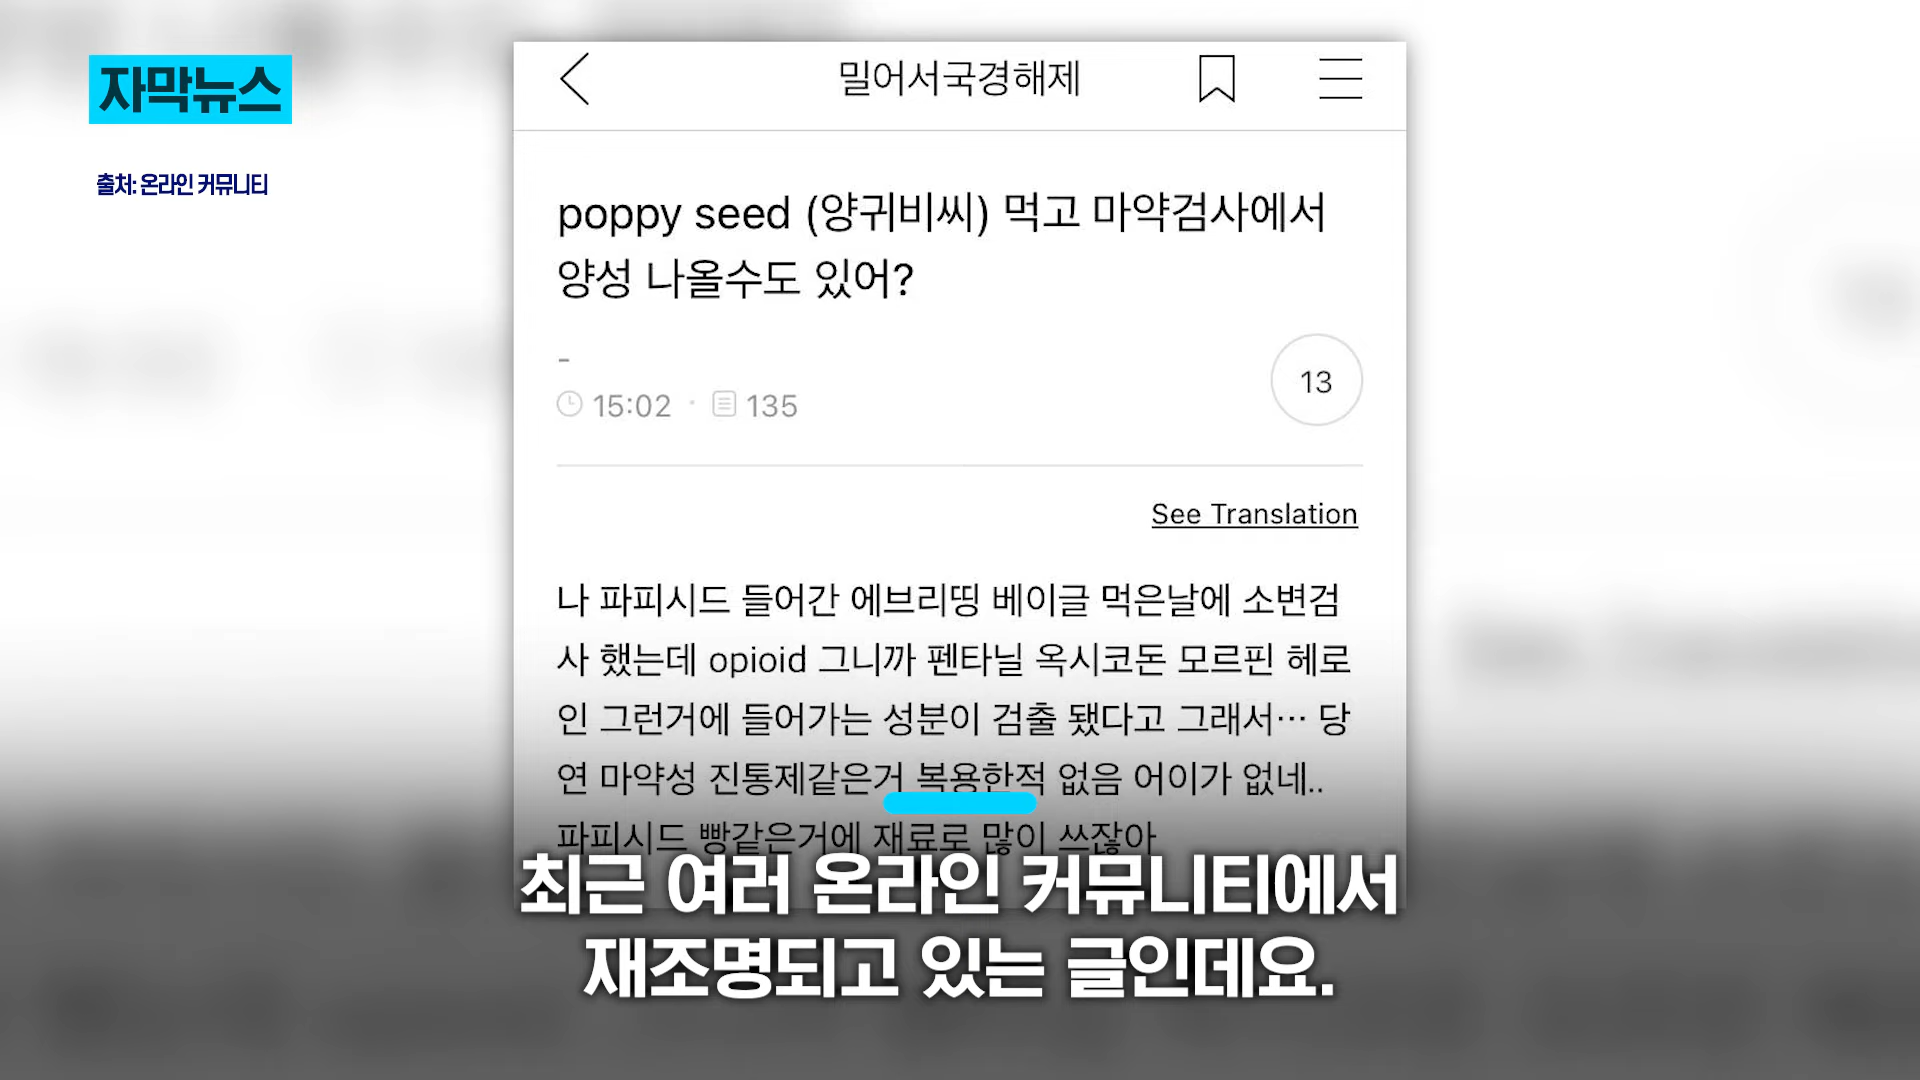 자막뉴스
출처: 온라인 커뮤니티
밀어서국경해제
poppy seed (양귀비씨) 먹고 마약검사에서
양성 나올수도 있어?
-
15:02 · 135
13
See Translation
나 파피시드 들어간 에브리띵 베이글 먹은날에 소변검
사 했는데 opioid 그니까 펜타닐 옥시코돈 모르핀 헤로
인 그런거에 들어가는 성분이 검출 됐다고 그래서… 당
연 마약성 진통제같은거 복용한적 없음 어이가 없네..
파피시드 빵같은거에 재료로 많이 쓰잖아
최근 여러 온라인 커뮤니티에서
재조명되고 있는 글인데요.